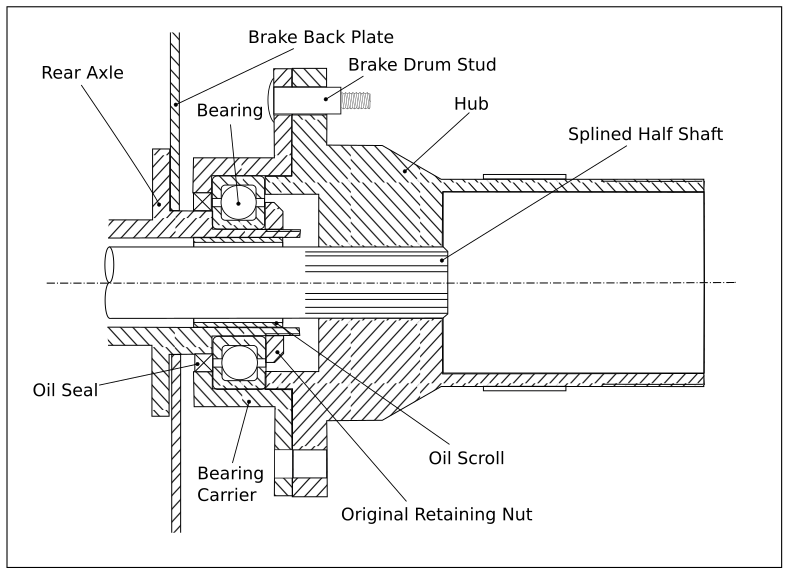 Brake Back Plate
Rear Axle
Brake Drum Stud
Bearing
Hub
Splined Half Shaft
Oil Seal
Oil Scroll
Bearing
Carrier
Original Retaining Nut